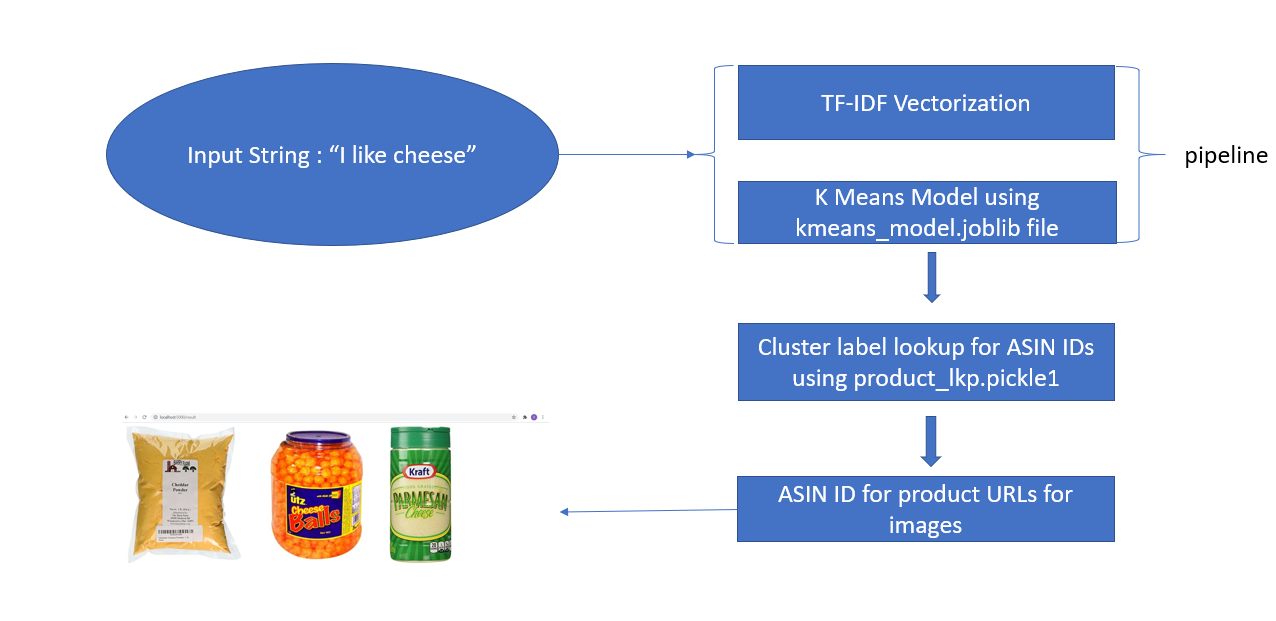 Input String : “I like cheese”
TF-IDF Vectorization
K Means Model using
kmeans_model.joblib file
pipeline
Cluster label lookup for ASIN IDs
using product_lkp.pickle1
ASIN ID for product URLs for
images
Cheddar
Powder
utz
Cheese
Balls
Kraft
PARMESAN
Cheese